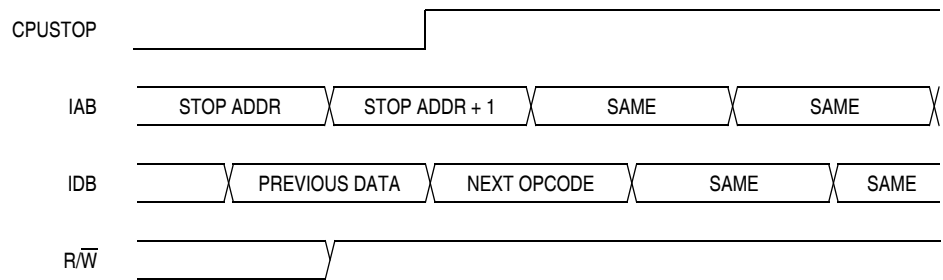 CPUSTOP
IAB STOP ADDR STOP ADDR + 1 SAME SAME
IDB PREVIOUS DATA NEXT OPCODE SAME SAME
R/W̅